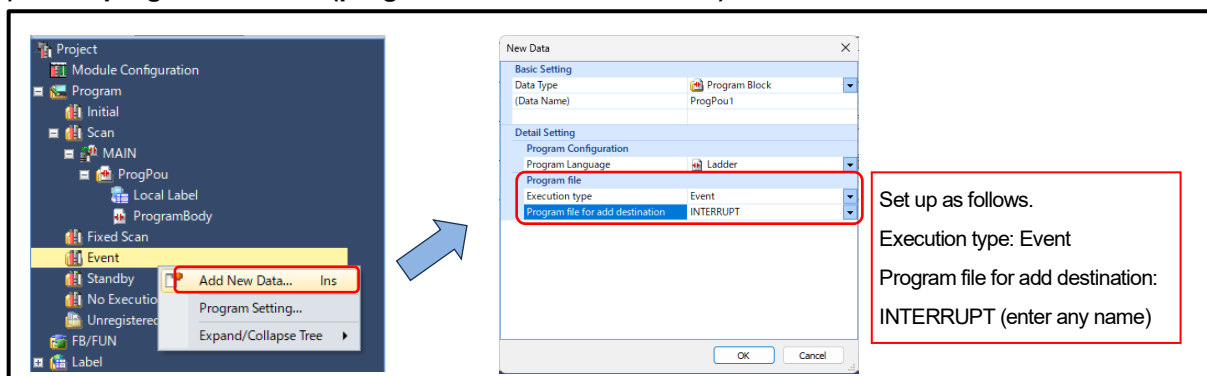 Project
Module Configuration
Program
Initial
Scan
MAIN
ProgPou
Local Label
ProgramBody
Fixed Scan
Event
Standby
No Executio
Unregistered
FB/FUN
Label
Add New Data... Ins
Program Setting...
Expand/Collapse Tree
New Data
Basic Setting
Data Type Program Block
(Data Name) ProgPou1
Detail Setting
Program Configuration
Program Language Ladder
Program file
Execution type Event
Program file for add destination INTERRUPT
OK Cancel
Set up as follows.
Execution type: Event
Program file for add destination:
INTERRUPT (enter any name)